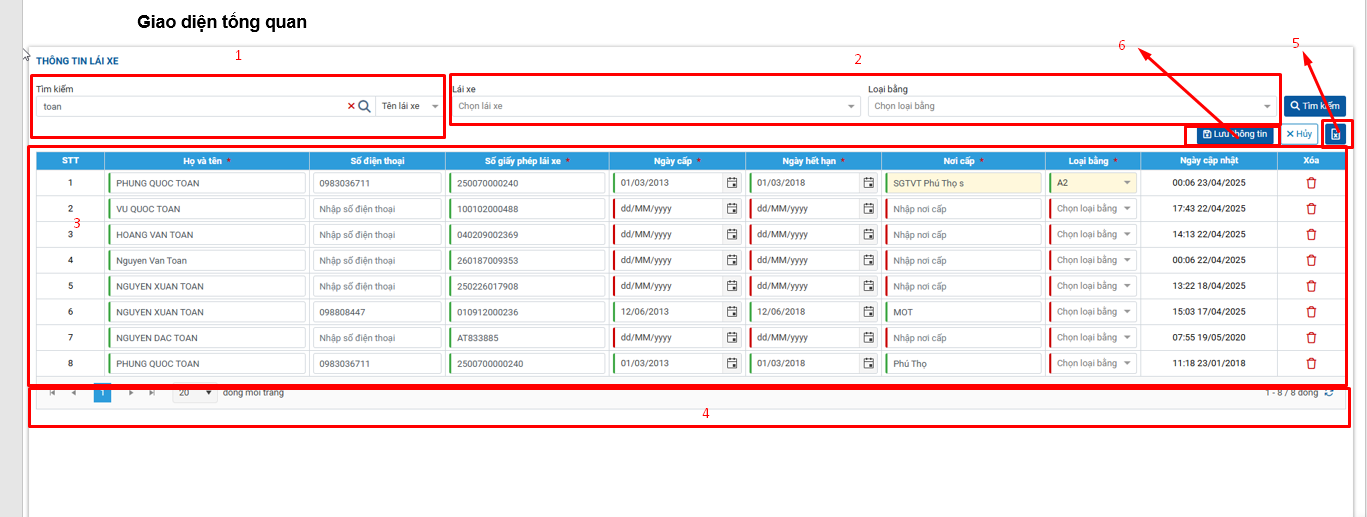 Giao diện tổng quan
1
6
5
THÔNG TIN LÁI XE
2
Tìm kiếm
Lái xe
Loại bằng
toan
Tên lái xe
Chọn lái xe
Chọn loại bằng
Tìm kiếm
Lưu thông tin
Hủy
STT Họ và tên * Số điện thoại Số giấy phép lái xe * Ngày cấp * Ngày hết hạn * Nơi cấp * Loại bằng * Ngày cập nhật Xóa
1 PHUNG QUOC TOAN 0983036711 250070000240 01/03/2013 01/03/2018 SGTVT Phú Thọ s A2 00:06 23/04/2025
2 VU QUOC TOAN Nhập số điện thoại 100102000488 dd/MM/yyyy dd/MM/yyyy Nhập nơi cấp Chọn loại bằng 17:43 22/04/2025
3
3 HOANG VAN TOAN Nhập số điện thoại 040209002369 dd/MM/yyyy dd/MM/yyyy Nhập nơi cấp Chọn loại bằng 14:13 22/04/2025
4 Nguyen Van Toan Nhập số điện thoại 260187009353 dd/MM/yyyy dd/MM/yyyy Nhập nơi cấp Chọn loại bằng 00:06 22/04/2025
5 NGUYEN XUAN TOAN Nhập số điện thoại 250226017908 dd/MM/yyyy dd/MM/yyyy Nhập nơi cấp Chọn loại bằng 13:22 18/04/2025
6 NGUYEN XUAN TOAN 098808447 010912000236 12/06/2013 12/06/2018 MOT Chọn loại bằng 15:03 17/04/2025
7 NGUYEN DAC TOAN Nhập số điện thoại AT833885 dd/MM/yyyy dd/MM/yyyy Nhập nơi cấp Chọn loại bằng 07:55 19/05/2020
8 PHUNG QUOC TOAN 0983036711 2500700000240 01/03/2013 01/03/2018 Phú Thọ Chọn loại bằng 11:18 23/01/2018
1 20 dòng mỗi trang 1 - 8 / 8 dòng
4